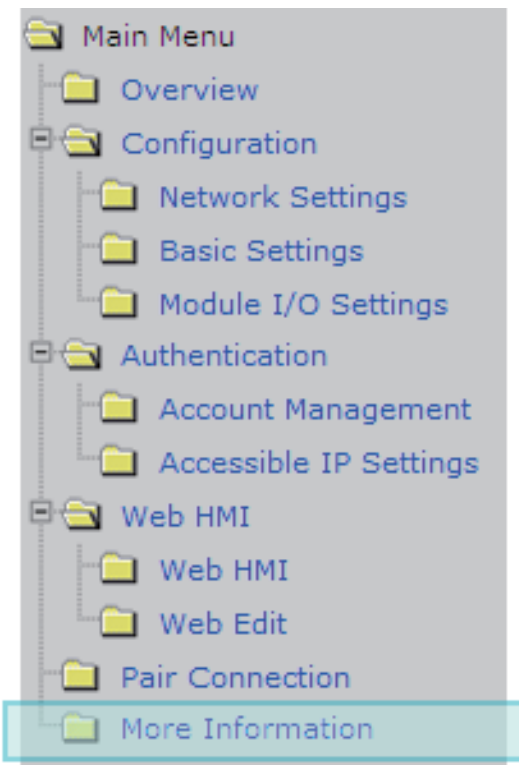 Main Menu
Overview
Configuration
Network Settings
Basic Settings
Module I/O Settings
Authentication
Account Management
Accessible IP Settings
Web HMI
Web HMI
Web Edit
Pair Connection
More Information